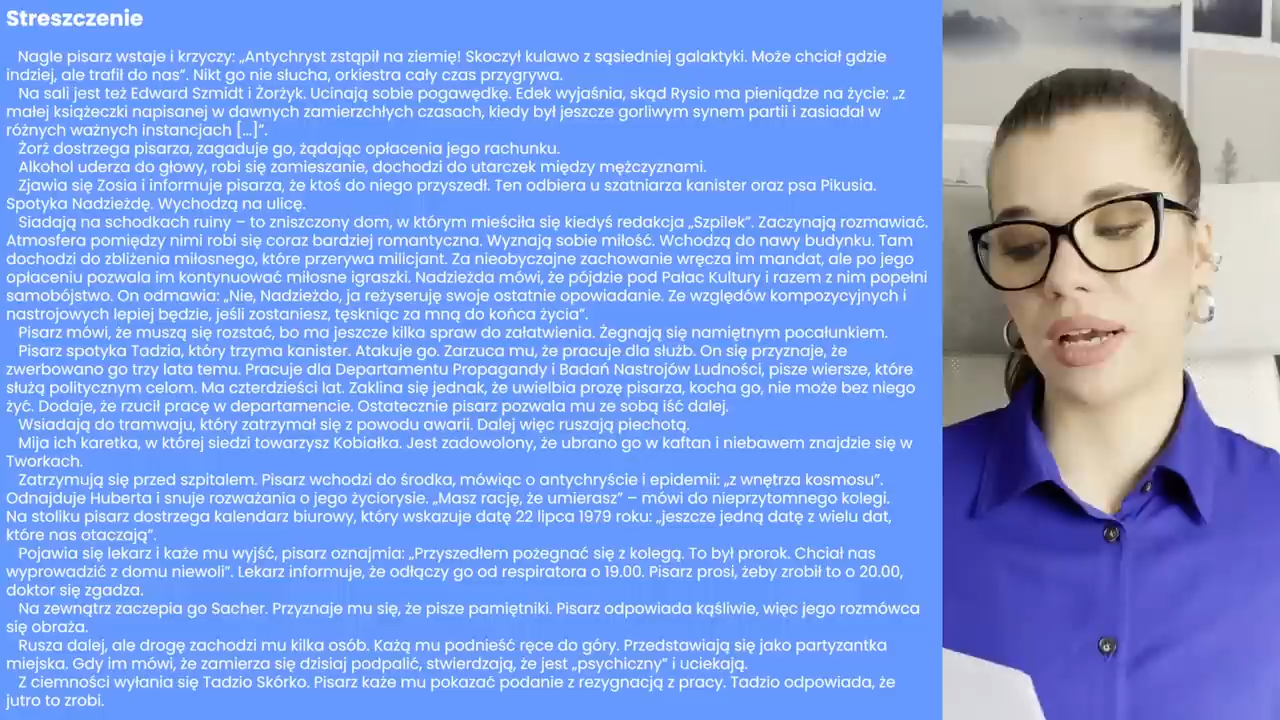 Streszczenie
Nagle pisarz wstaje i krzyczy: „Antychryst zstąpił na ziemię! Skoczył kulawo z sąsiedniej galaktyki. Może chciał gdzie
indziej, ale trafił do nas”. Nikt go nie słucha, orkiestra cały czas przygrywa.
Na sali jest też Edward Szmidt i Żorżyk. Ucinają sobie pogawędkę. Edek wyjaśnia, skąd Rysio ma pieniądze na życie: „z
małej książeczki napisanej w dawnych zamierzchłych czasach, kiedy był jeszcze gorliwym synem partii i zasiadał w
różnych ważnych instancjach [...]”.
Żorż dostrzega pisarza, zagaduje go, żądając opłacenia jego rachunku.
Alkohol uderza do głowy, robi się zamieszanie, dochodzi do utarczek między mężczyznami.
Zjawia się Zosia i informuje pisarza, że ktoś do niego przyszedł. Ten odbiera u szatniarza kanister oraz psa Pikusia.
Spotyka Nadzieżdę. Wychodzą na ulicę.
Siadają na schodkach ruiny – to zniszczony dom, w którym mieściła się kiedyś redakcja „Szpilek”. Zaczynają rozmawiać.
Atmosfera pomiędzy nimi robi się coraz bardziej romantyczna. Wyznają sobie miłość. Wchodzą do nawy budynku. Tam
dochodzi do zbliżenia miłosnego, które przerywa milicjant. Za nieobyczajne zachowanie wręcza im mandat, ale po jego
opłaceniu pozwala im kontynuować miłosne igraszki. Nadzieżda mówi, że pójdzie pod Pałac Kultury i razem z nim popełni
samobójstwo. On odmawia: „Nie, Nadzieżdo, ja reżyseruję swoje ostatnie opowiadanie. Ze względów kompozycyjnych i
nastrojowych lepiej będzie, jeśli zostaniesz, tęskniąc za mną do końca życia”.
Pisarz mówi, że muszą się rozstać, bo ma jeszcze kilka spraw do załatwienia. Żegnają się namiętnym pocałunkiem.
Pisarz spotyka Tadzia, który trzyma kanister. Atakuje go. Zarzuca mu, że pracuje dla służb. On się przyznaje, że
zwerbowano go trzy lata temu. Pracuje dla Departamentu Propagandy i Badań Nastrojów Ludności, pisze wiersze, które
służą politycznym celom. Ma czterdzieści lat. Zaklina się jednak, że uwielbia prozę pisarza, kocha go, nie może bez niego
żyć. Dodaje, że rzucił pracę w departamencie. Ostatecznie pisarz pozwala mu ze sobą iść dalej.
Wsiadają do tramwaju, który zatrzymał się z powodu awarii. Dalej więc ruszają piechotą.
Mija ich karetka, w której siedzi towarzysz Kobiałka. Jest zadowolony, że ubrano go w kaftan i niebawem znajdzie się w
Tworkach.
Zatrzymują się przed szpitalem. Pisarz wchodzi do środka, mówiąc o antychryście i epidemii: „z wnętrza kosmosu”.
Odnajduje Huberta i snuje rozważania o jego życiorysie. „Masz rację, że umierasz” – mówi do nieprzytomnego kolegi.
Na stoliku pisarz dostrzega kalendarz biurowy, który wskazuje datę 22 lipca 1979 roku: „jeszcze jedną datę z wielu dat,
które nas otaczają”.
Pojawia się lekarz i każe mu wyjść, pisarz oznajmia: „Przyszedłem pożegnać się z kolegą. To był prorok. Chciał nas
wyprowadzić z domu niewoli”. Lekarz informuje, że odłączy go od respiratora o 19.00. Pisarz prosi, żeby zrobił to o 20.00,
doktor się zgadza.
Na zewnątrz zaczepia go Sacher. Przyznaje mu się, że pisze pamiętniki. Pisarz odpowiada kąśliwie, więc jego rozmówca
się obraża.
Rusza dalej, ale drogę zachodzi mu kilka osób. Każą mu podnieść ręce do góry. Przedstawiają się jako partyzantka
miejska. Gdy im mówi, że zamierza się dzisiaj podpalić, stwierdzają, że jest „psychiczny” i uciekają.
Z ciemności wyłania się Tadzio Skórko. Pisarz każe mu pokazać podanie z rezygnacją z pracy. Tadzio odpowiada, że
jutro to zrobi.